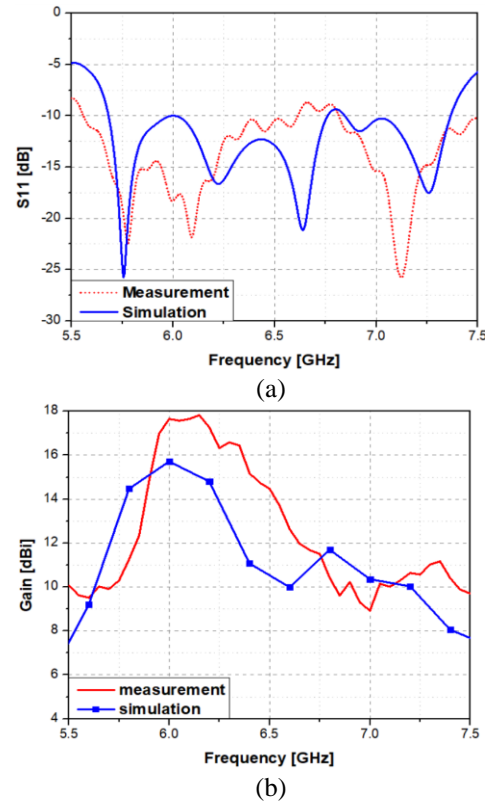 0
-5
-10
-15
-20
-25
-30
S11 [dB]
Measurement
Simulation
5.5 6.0 6.5 7.0 7.5
Frequency [GHz]
(a)
18
16
14
12
10
8
6
4
Gain [dBi]
measurement
simulation
5.5 6.0 6.5 7.0 7.5
Frequency [GHz]
(b)